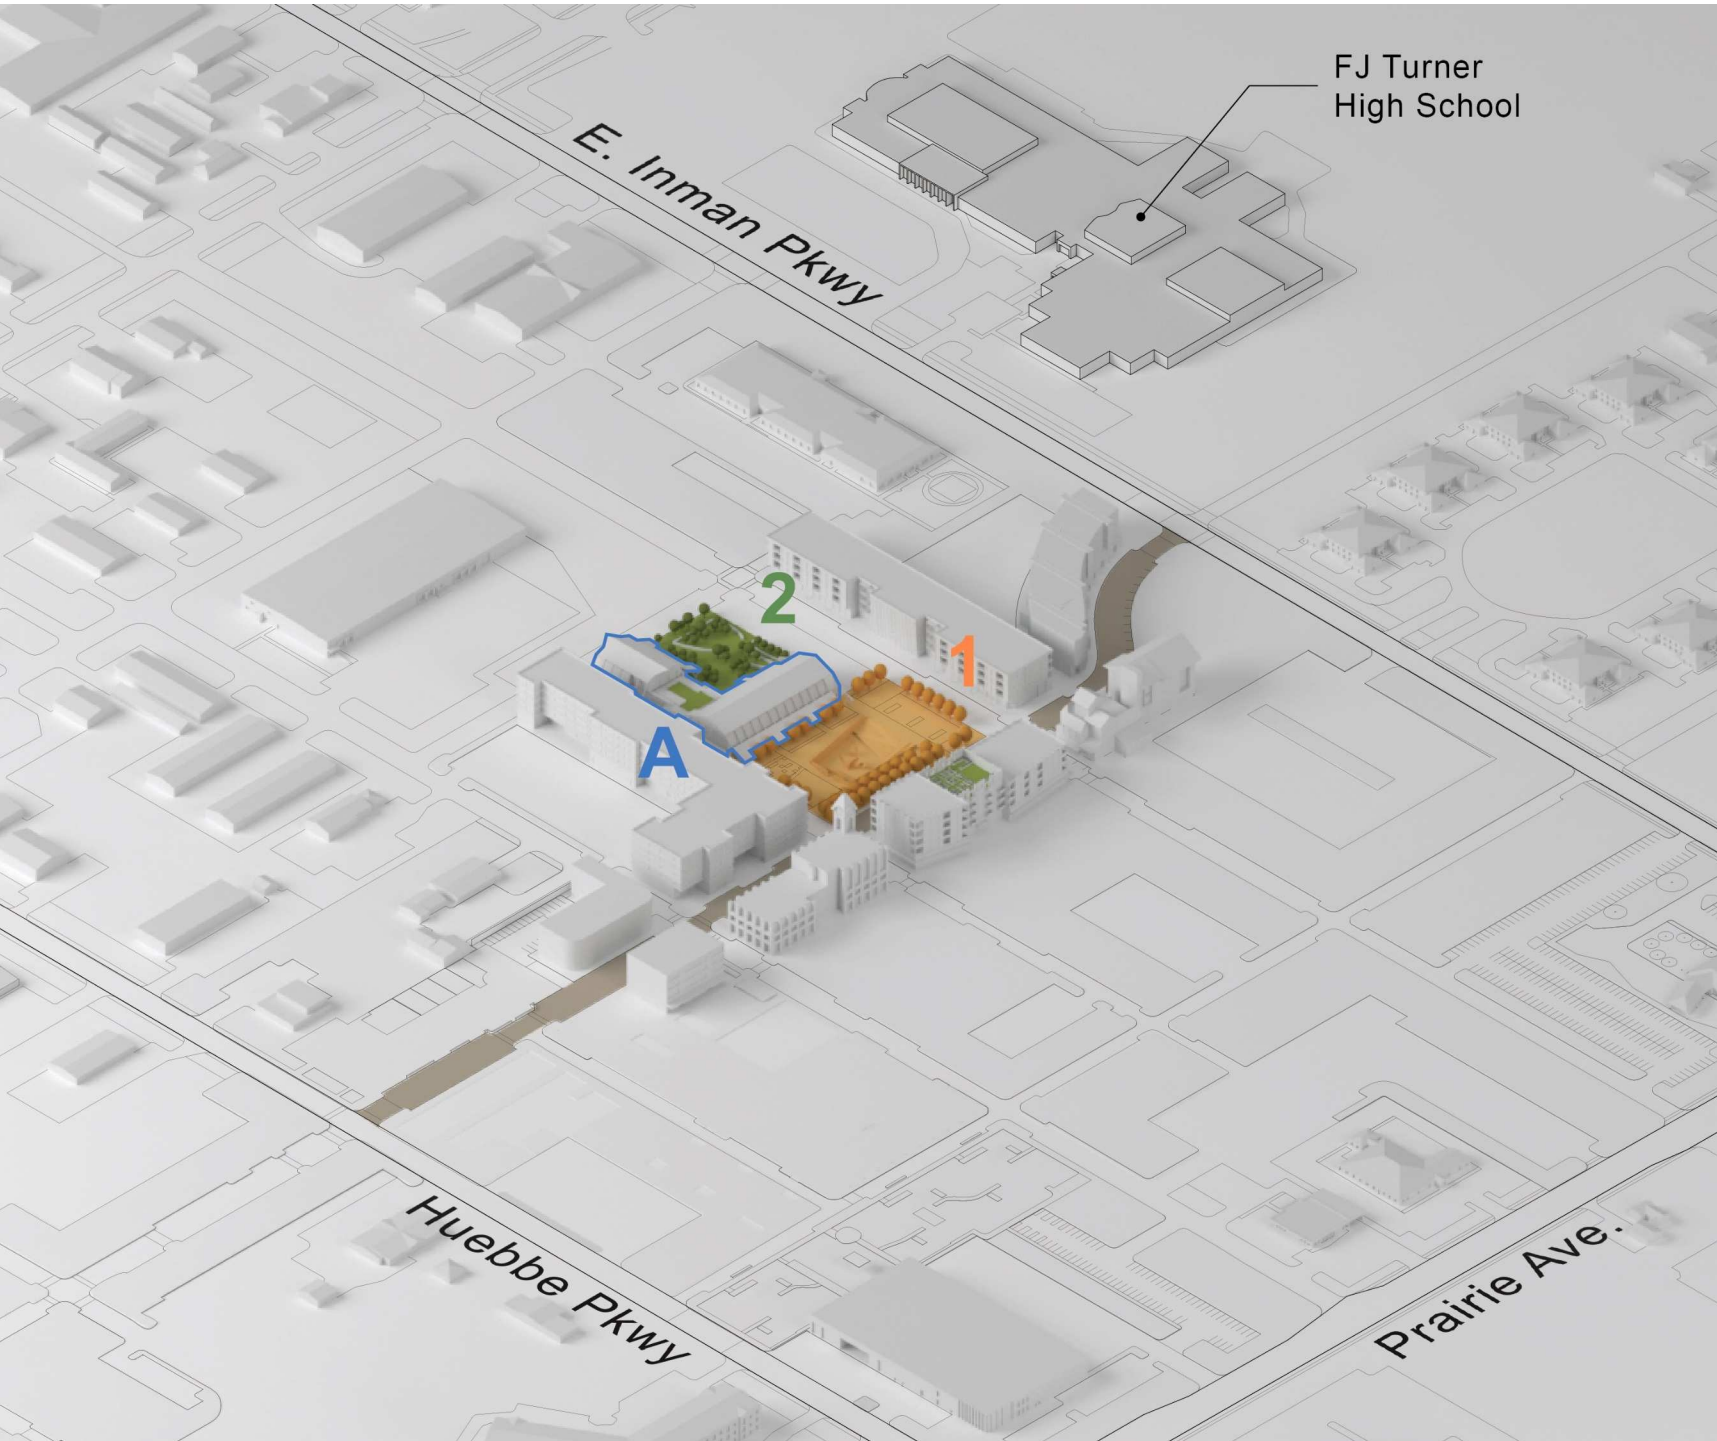 FJ Turner
High School
E. Inman Pkwy
2
1
A
Huebbe Pkwy
Prairie Ave.